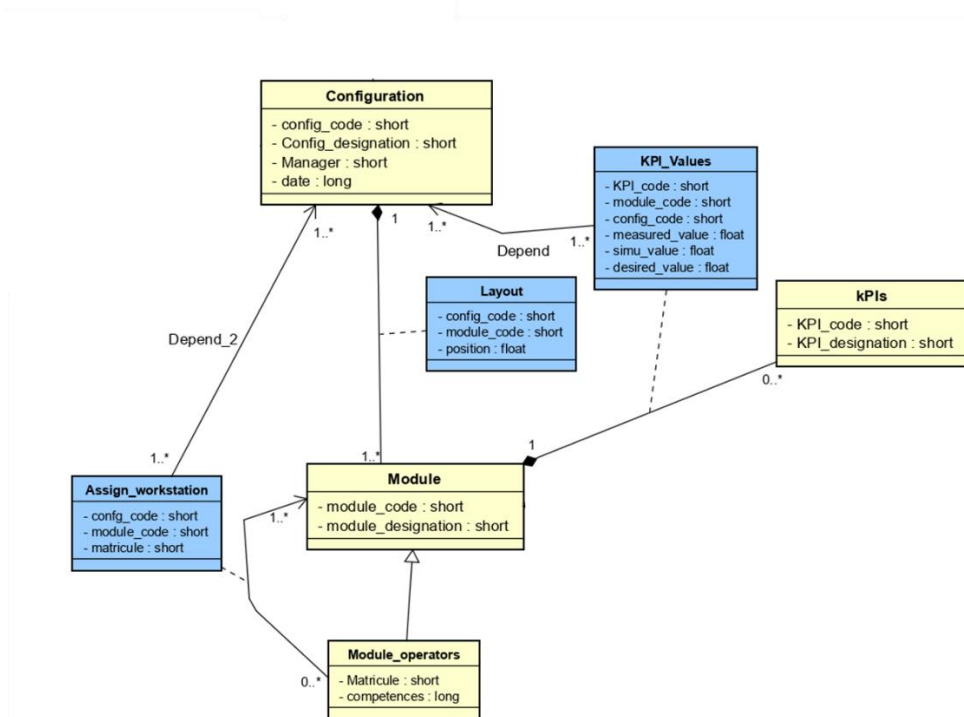 Configuration
- config_code : short
- Config_designation : short
- Manager : short
- date : long
1..*
1
1..*
Depend
1..*
KPI_Values
- KPI_code : short
- module_code : short
- config_code : short
- measured_value : float
- simu_value : float
- desired_value : float
Layout
- config_code : short
- module_code : short
- position : float
kPIs
- KPI_code : short
- KPI_designation : short
0..*
Depend_2
1..*
1..*
1
Assign_workstation
- confg_code : short
- module_code : short
- matricule : short
Module
- module_code : short
- module_designation : short
1..*
Module_operators
- Matricule : short
- competences : long
0..*